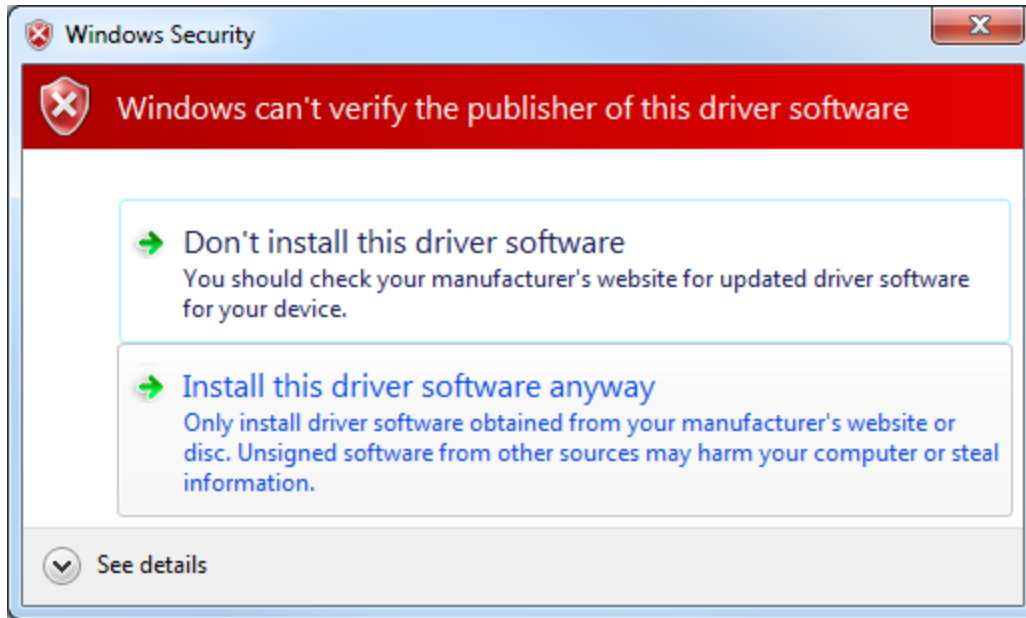 Windows Security
Windows can't verify the publisher of this driver software
Don't install this driver software
You should check your manufacturer's website for updated driver software
for your device.
Install this driver software anyway
Only install driver software obtained from your manufacturer's website or
disc. Unsigned software from other sources may harm your computer or steal
information.
See details